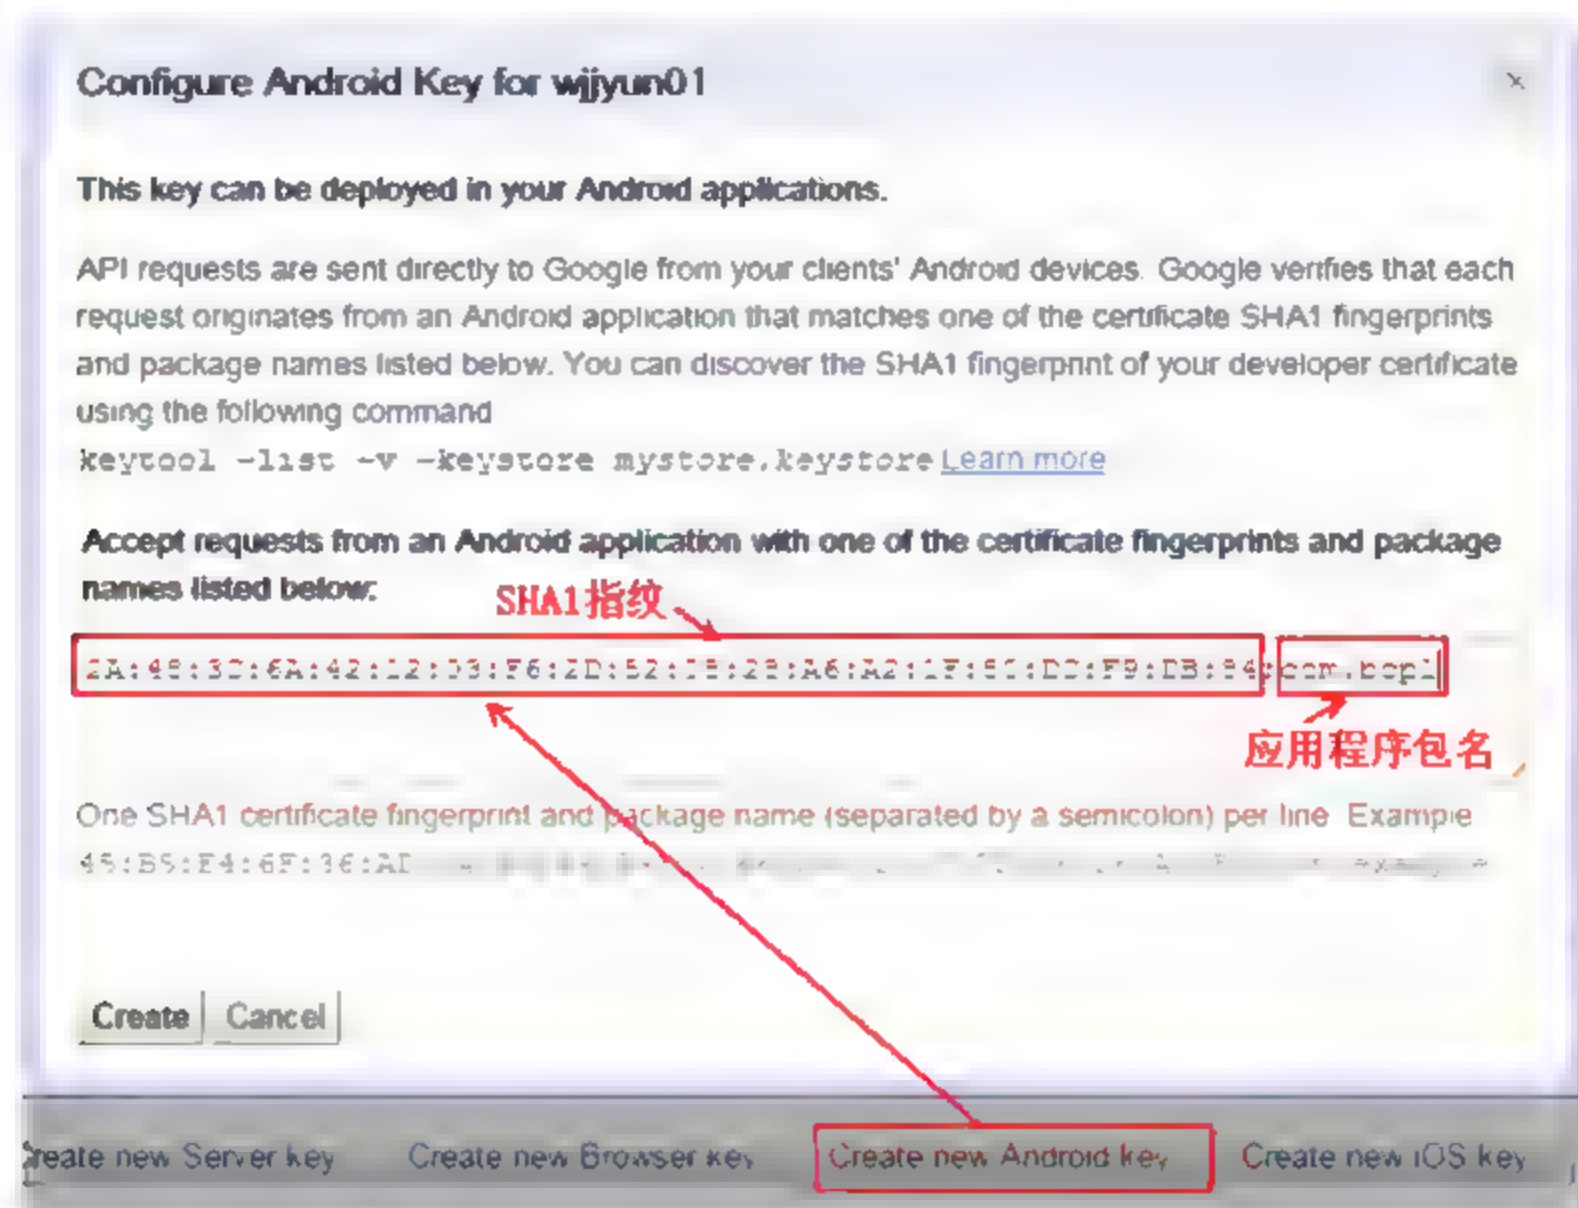 Configure Android Key for wjjyun01
×
This key can be deployed in your Android applications.
API requests are sent directly to Google from your clients' Android devices. Google verifies that each
request originates from an Android application that matches one of the certificate SHA1 fingerprints
and package names listed below. You can discover the SHA1 fingerprint of your developer certificate
using the following command
keytool -list -v -keystore mystore.keystore Learn more
Accept requests from an Android application with one of the certificate fingerprints and package
names listed below:
SHA1指纹
应用程序包名
One SHA1 certificate fingerprint and package name (separated by a semicolon) per line. Example
Create Cancel
Create new Server key Create new Browser key Create new Android key Create new iOS key